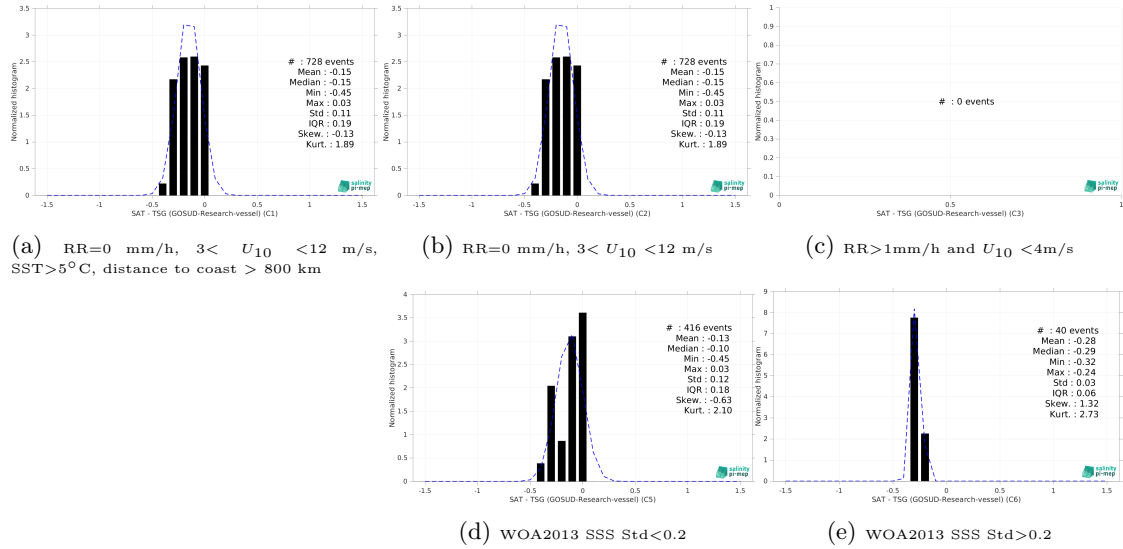 3.5
3
2.5
2
1.5
1
0.5
0
Normalized histogram
# : 728 events
Mean : -0.15
Median : -0.15
Min : -0.45
Max : 0.03
Std : 0.11
IQR : 0.19
Skew. : -0.13
Kurt. : 1.89
salinity
pi-mep
-1.5 -1 -0.5 0 0.5 1 1.5
SAT - TSG (GOSUD-Research-vessel) (C1)
(a) RR=0 mm/h, 3< U10 <12 m/s,
SST>5°C, distance to coast > 800 km
3.5
3
2.5
2
1.5
1
0.5
0
Normalized histogram
# : 728 events
Mean : -0.15
Median : -0.15
Min : -0.45
Max : 0.03
Std : 0.11
IQR : 0.19
Skew. : -0.13
Kurt. : 1.89
salinity
pi-mep
-1.5 -1 -0.5 0 0.5 1 1.5
SAT - TSG (GOSUD-Research-vessel) (C2)
(b) RR=0 mm/h, 3< U10 <12 m/s
1
0.9
0.8
0.7
0.6
0.5
0.4
0.3
0.2
0.1
0
Normalized histogram
# : 0 events
salinity
pi-mep
0 0.5 1
SAT - TSG (GOSUD-Research-vessel) (C3)
(c) RR>1mm/h and U10 <4m/s
4
3.5
3
2.5
2
1.5
1
0.5
0
Normalized histogram
# : 416 events
Mean : -0.13
Median : -0.10
Min : -0.45
Max : 0.03
Std : 0.12
IQR : 0.18
Skew. : -0.63
Kurt. : 2.10
salinity
pi-mep
-1.5 -1 -0.5 0 0.5 1 1.5
SAT - TSG (GOSUD-Research-vessel) (C5)
(d) WOA2013 SSS Std<0.2
9
8
7
6
5
4
3
2
1
0
Normalized histogram
# : 40 events
Mean : -0.28
Median : -0.29
Min : -0.32
Max : -0.24
Std : 0.03
IQR : 0.06
Skew. : 1.32
Kurt. : 2.73
salinity
pi-mep
-1.5 -1 -0.5 0 0.5 1 1.5
SAT - TSG (GOSUD-Research-vessel) (C6)
(e) WOA2013 SSS Std>0.2